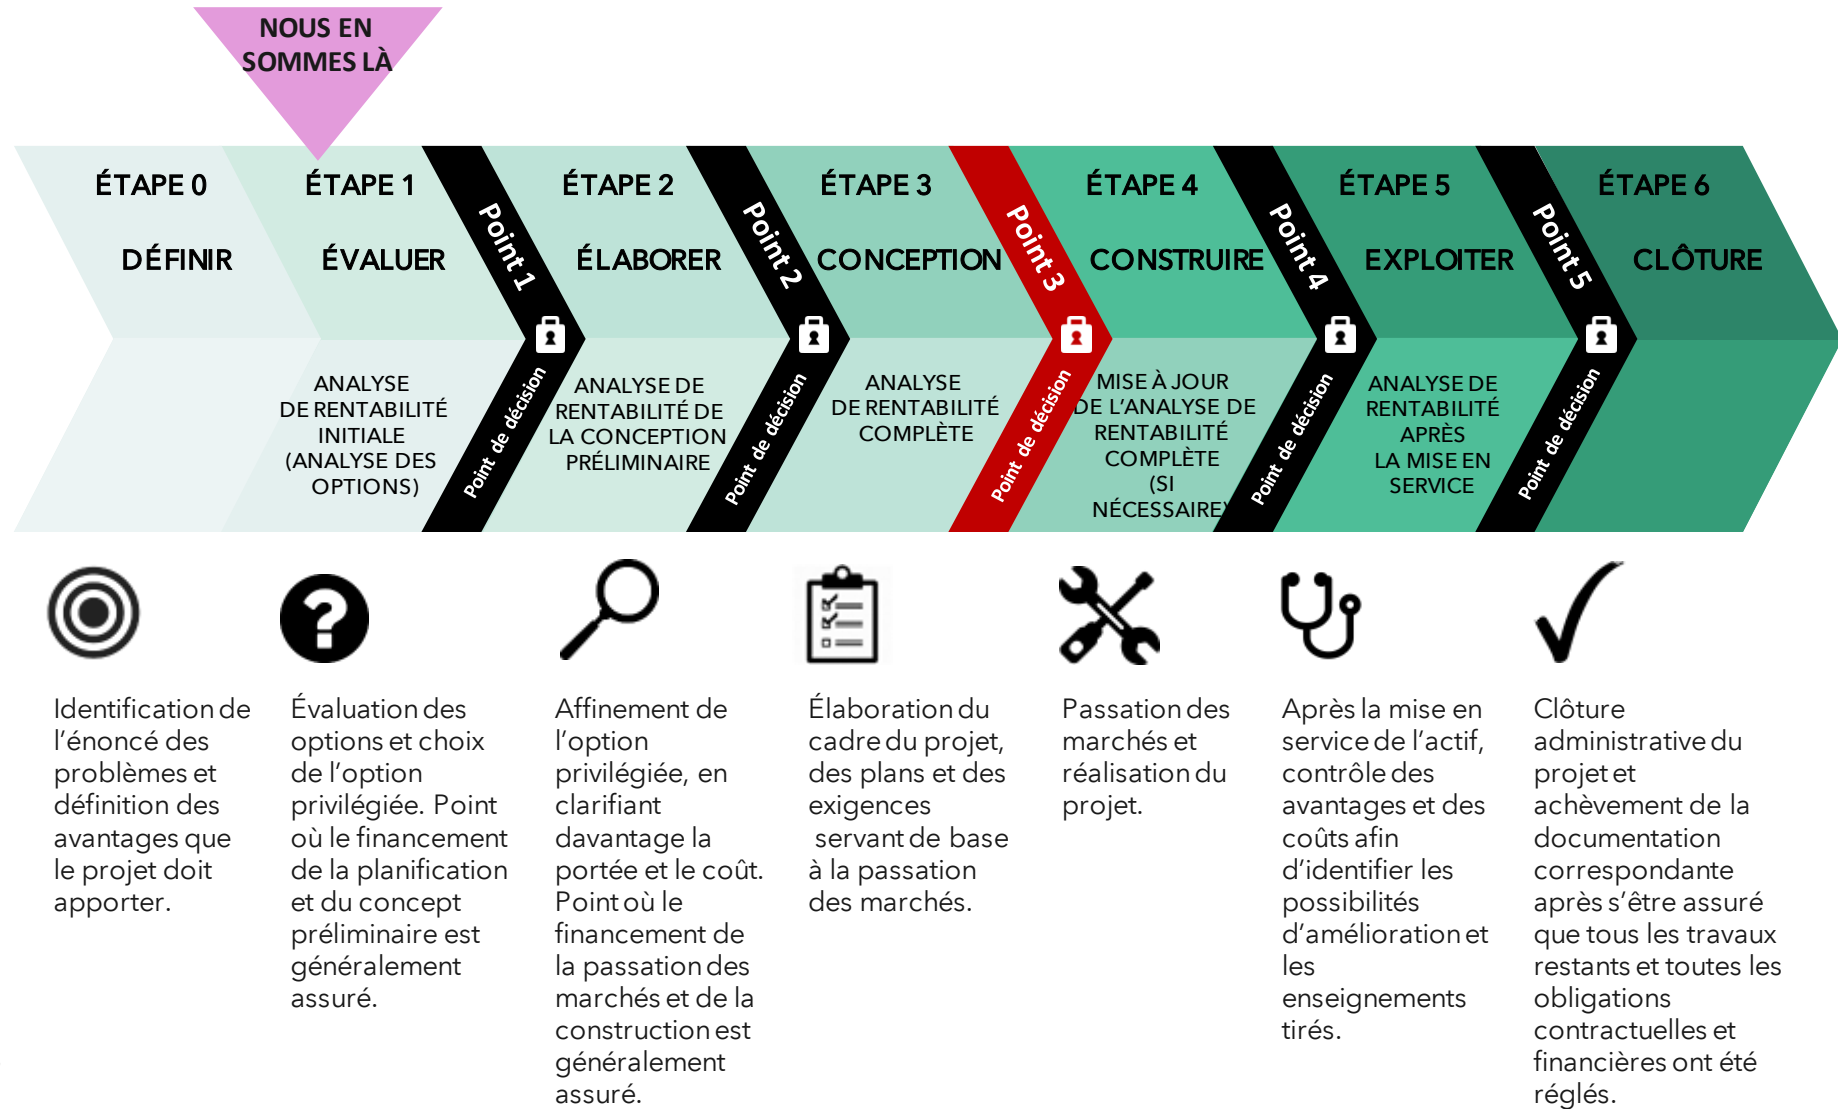 NOUS EN
SOMMES LÀ
ÉTAPE 0
DÉFINIR
ÉTAPE 1
ÉVALUER
Point 1
ÉTAPE 2
ÉLABORER
Point 2
ÉTAPE 3
CONCEPTION
Point 3
ÉTAPE 4
CONSTRUIRE
Point 4
ÉTAPE 5
EXPLOITER
Point 5
ÉTAPE 6
CLÔTURE
ANALYSE
DE RENTABILITÉ
INITIALE
(ANALYSE DES
OPTIONS)
Point de décision
ANALYSE DE
RENTABILITÉ DE
LA CONCEPTION
PRÉLIMINAIRE
Point de décision
ANALYSE
DE RENTABILITÉ
COMPLÈTE
Point de décision
MISE À JOUR
DE L'ANALYSE DE
RENTABILITÉ
COMPLÈTE
(SI
NÉCESSAIRE)
Point de décision
ANALYSE DE
RENTABILITÉ
APRÈS
LA MISE EN
SERVICE
Point de décision
Identification de
l'énoncé des
problèmes et
définition des
avantages que
le projet doit
apporter.
Évaluation des
options et choix
de l'option
privilégiée. Point
où le financement
de la planification
et du concept
préliminaire est
généralement
assuré.
Affinement de
l'option
privilégiée, en
clarifiant
davantage la
portée et le coût.
Point où le
financement de
la passation des
marchés et de la
construction est
généralement
assuré.
Élaboration du
cadre du projet,
des plans et des
exigences
servant de base
à la passation
des marchés.
Passation des
marchés et
réalisation du
projet.
Après la mise en
service de l'actif,
contrôle des
avantages et des
coûts afin
d'identifier les
possibilités
d'amélioration et
les
enseignements
tirés.
Clôture
administrative du
projet et
achèvement de la
documentation
correspondante
après s'être assuré
que tous les travaux
restants et toutes les
obligations
contractuelles et
financières ont été
réglés.